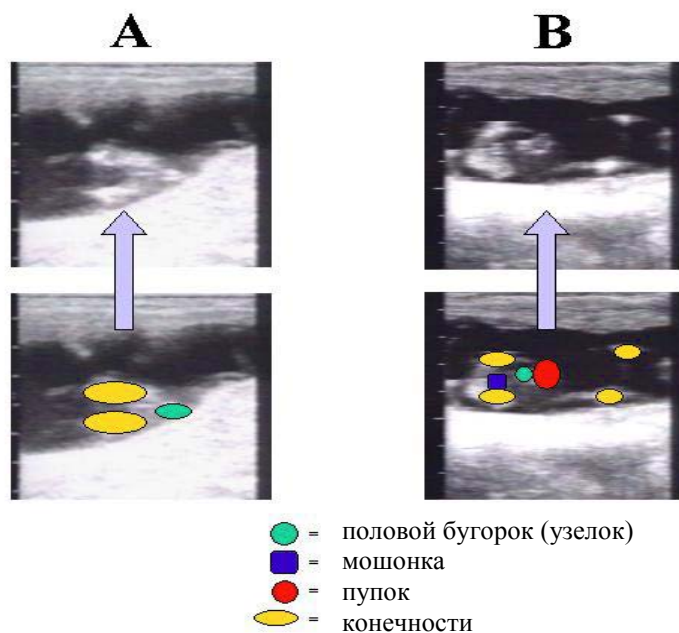 A
B
= половой бугорок (узелок)
= мошонка
= пупок
= конечности